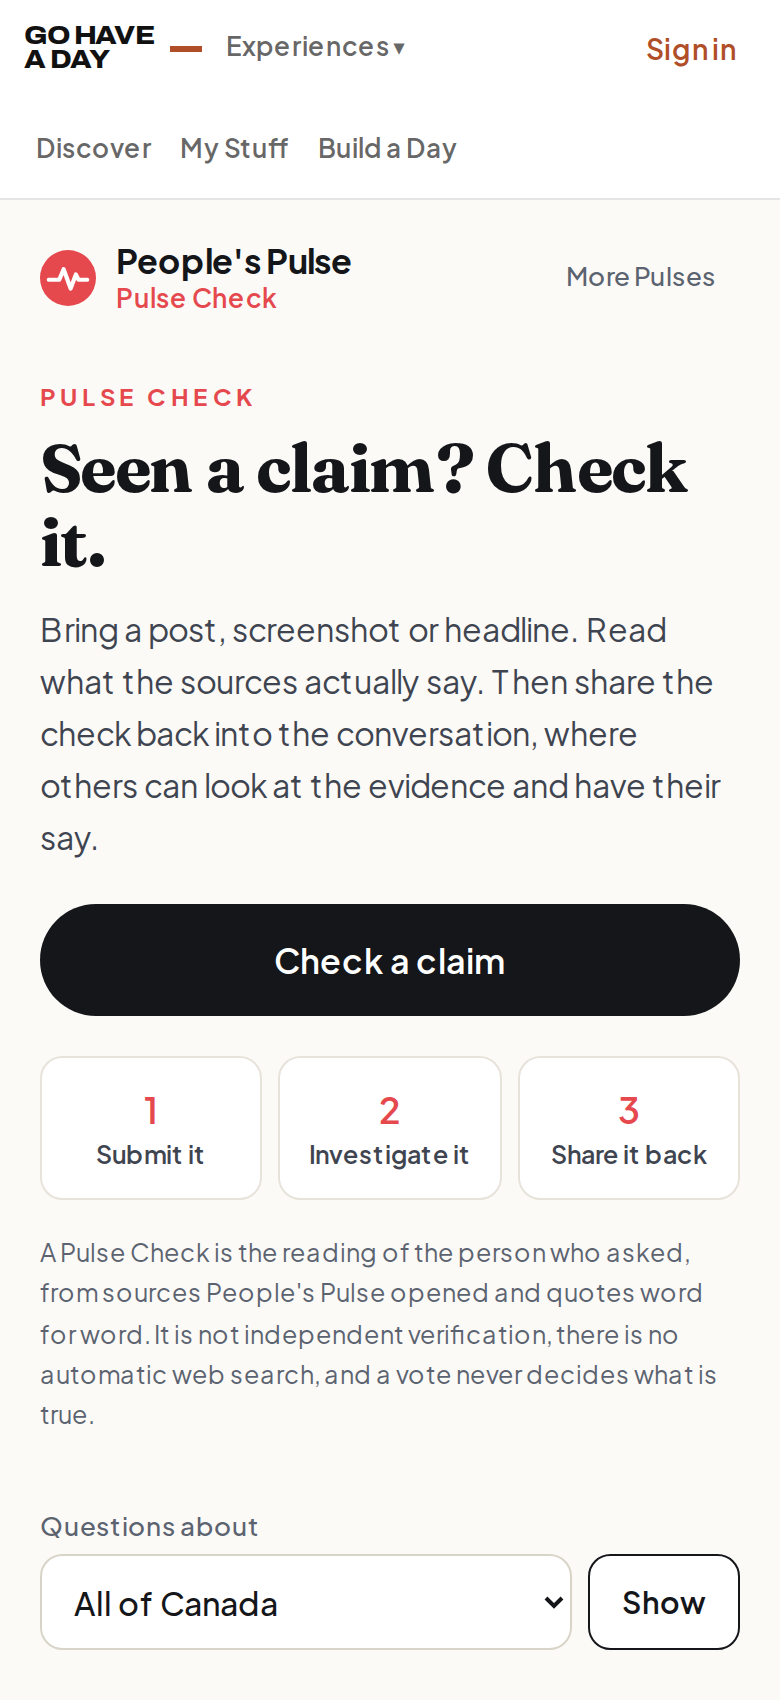 GO HAVE
A DAY
Experiences ▾
Sign in
Discover My Stuff Build a Day
People's Pulse
Pulse Check
More Pulses
PULSE CHECK
Seen a claim? Check
it.
Bring a post, screenshot or headline. Read
what the sources actually say. Then share the
check back into the conversation, where
others can look at the evidence and have their
say.
Check a claim
1
Submit it
2
Investigate it
3
Share it back
A Pulse Check is the reading of the person who asked,
from sources People's Pulse opened and quotes word
for word. It is not independent verification, there is no
automatic web search, and a vote never decides what is
true.
Questions about
All of Canada
Show